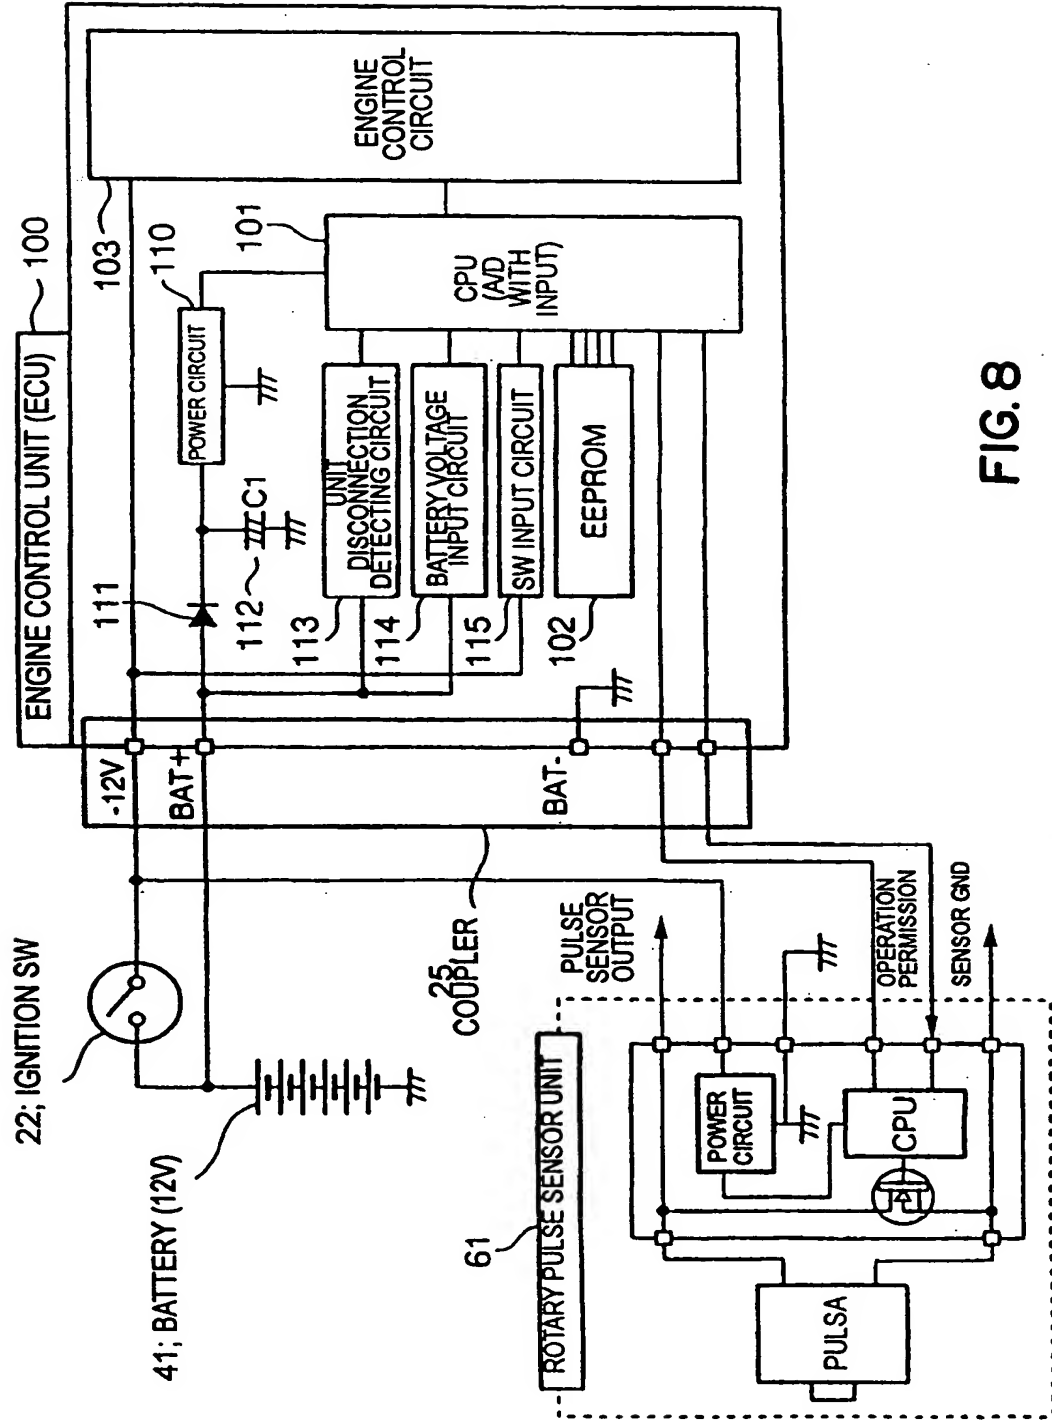 22; IGNITION SW
41; BATTERY (12V)
ENGINE CONTROL UNIT (ECU)
100
-12V
BAT+
BAT-
25
COUPLER
103
ENGINE
CONTROL
CIRCUIT
111
112
C1
110
POWER CIRCUIT
101
CPU
(A/D
WITH
INPUT)
113
UNIT
DISCONNECTION
DETECTING CIRCUIT
114
BATTERY VOLTAGE
INPUT CIRCUIT
115
SW INPUT CIRCUIT
102
EEPROM
61
ROTARY PULSE SENSOR UNIT
PULSE
SENSOR
OUTPUT
POWER
CIRCUIT
CPU
OPERATION
PERMISSION
SENSOR GND
PULSA
FIG. 8